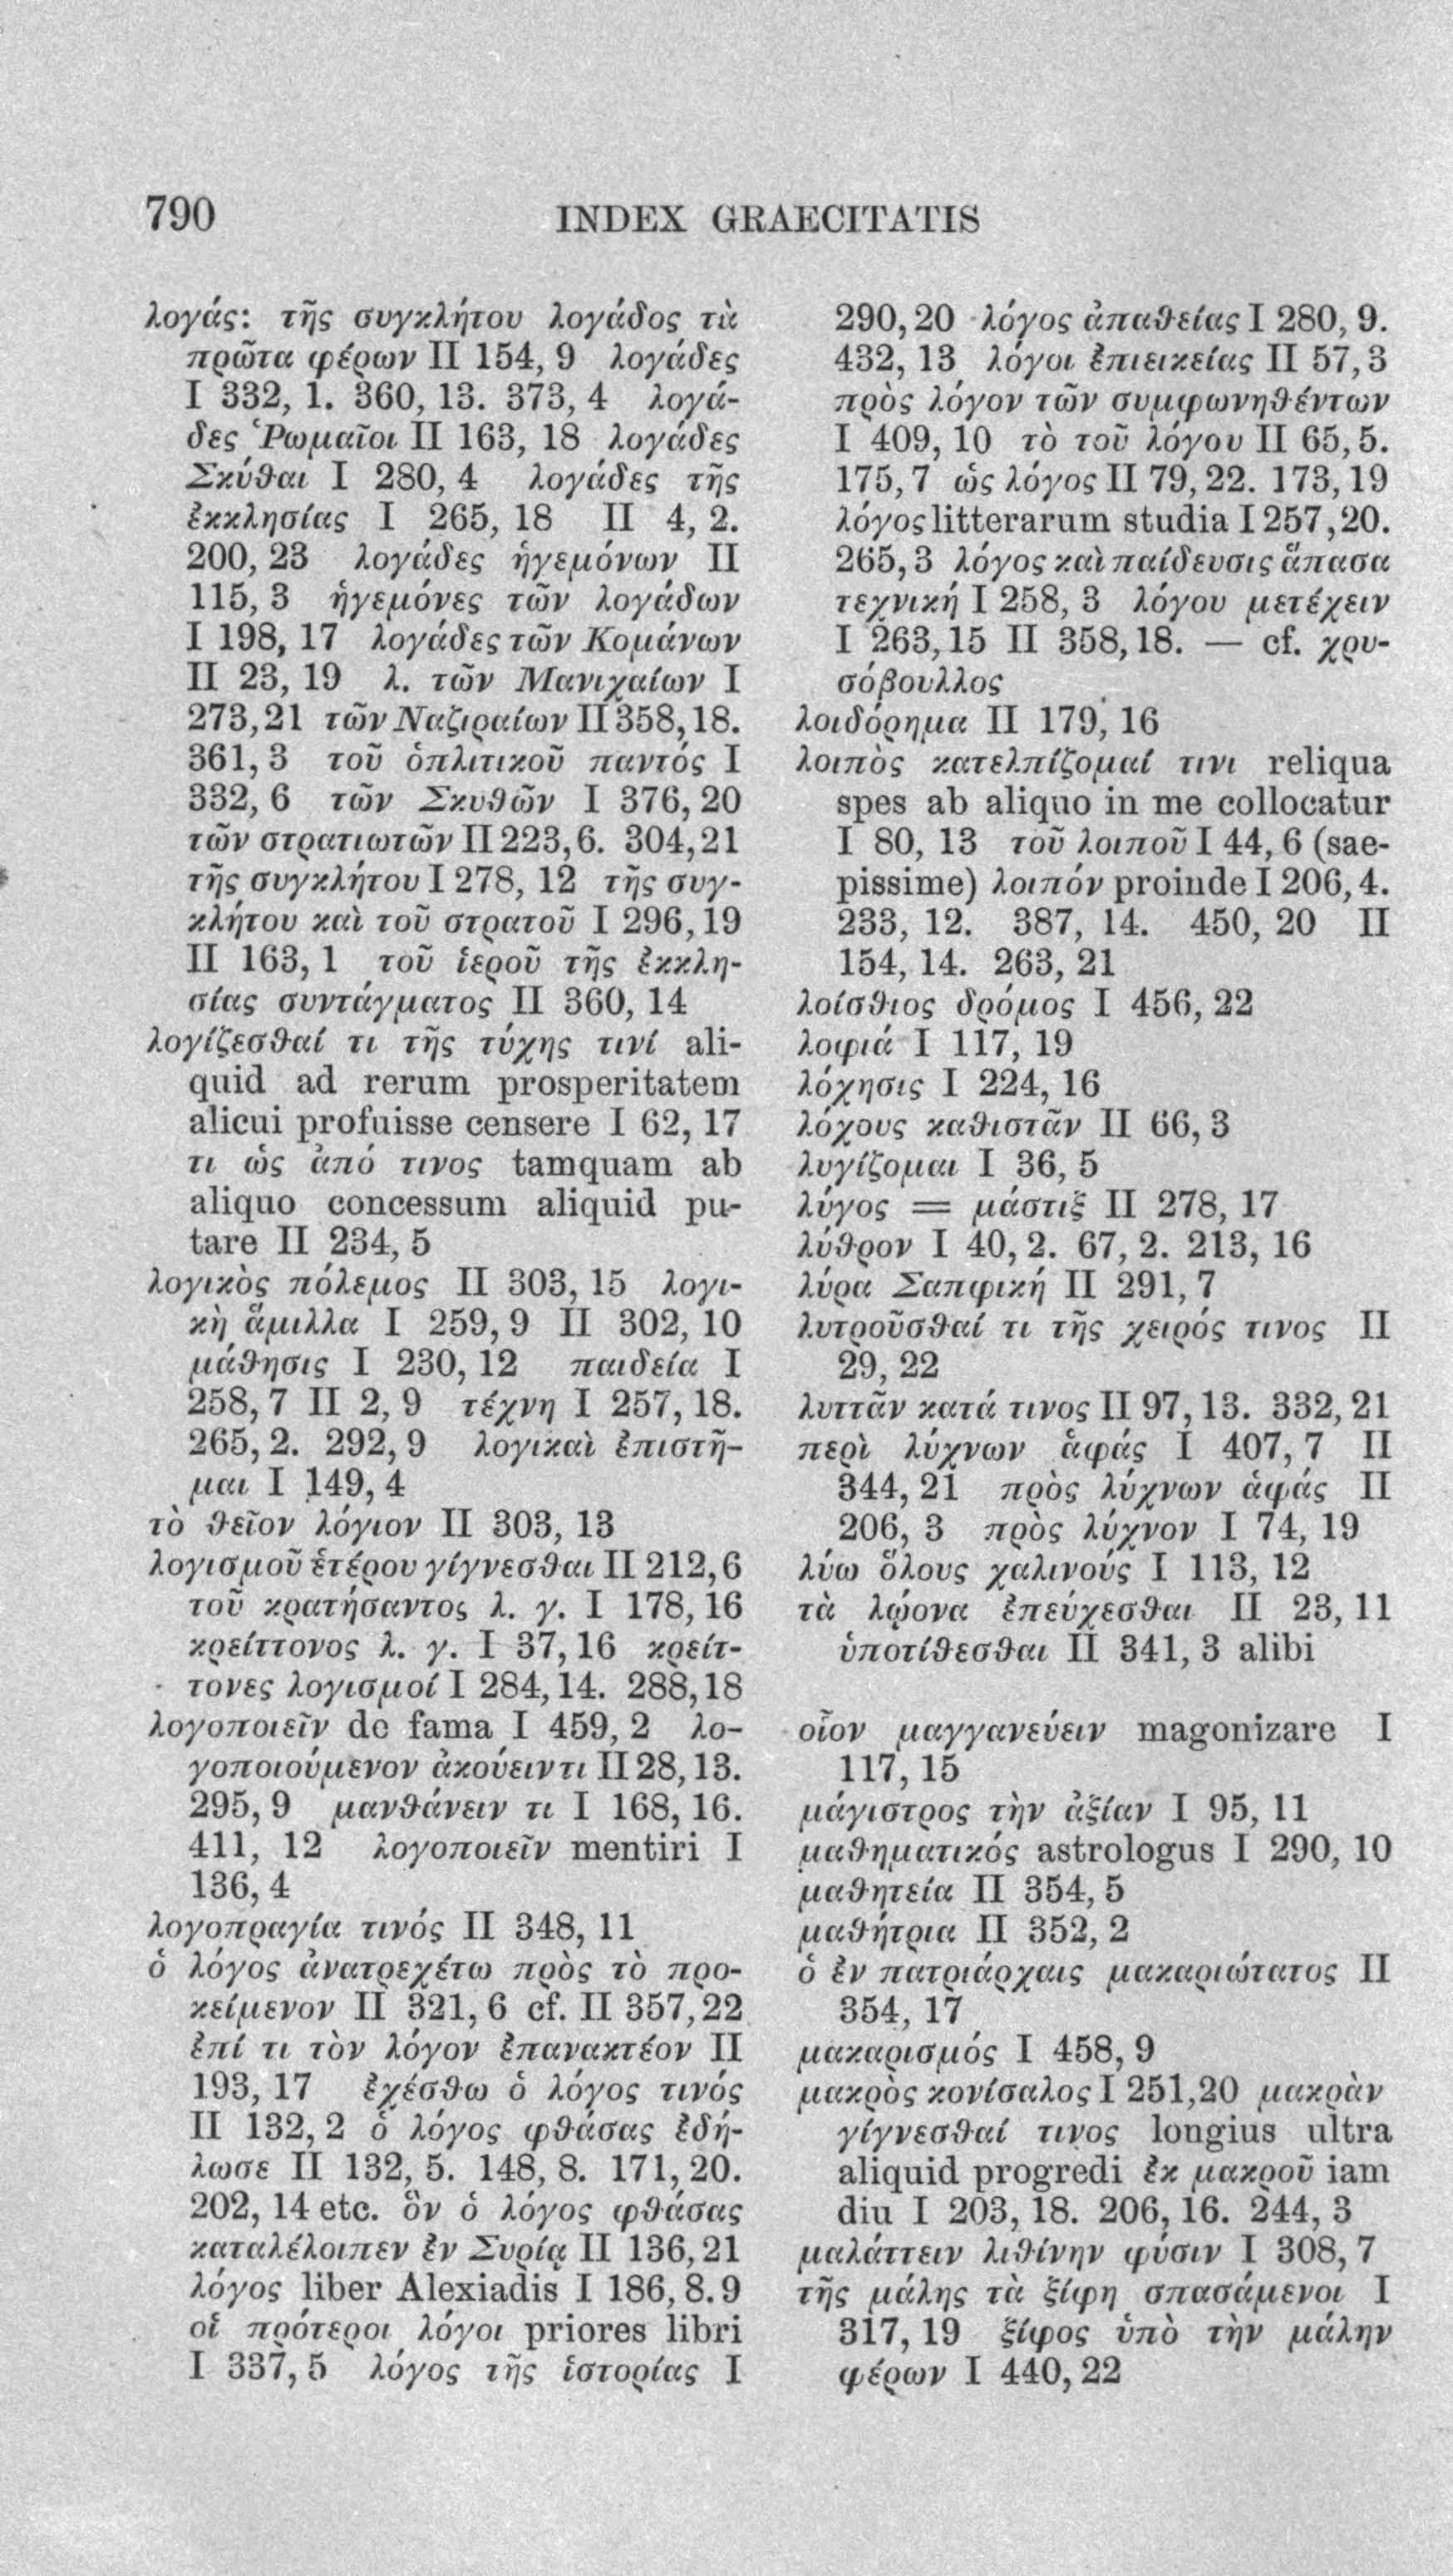 790
INDEX GRAECITATIS
λογάς: τῆς συγκλήτου λογάδος τὰ
πρῶτα φέρων II 154, 9 λογάδες
I 332, 1. 360, 13. 373, 4 λογά-
δες Ῥωμαῖοι II 163, 18 λογάδες
Σκύθαι I 280, 4 λογάδες τῆς
ἐκκλησίας I 265, 18 II 4, 2.
200, 23 λογάδες ἡγεμόνων II
115, 3 ἡγεμόνες τῶν λογάδων
I 198, 17 λογάδες τῶν Κομάνων
II 23, 19 λ. τῶν Μανιχαίων I
273, 21 τῶν Ναζιραίων II 358, 18.
361, 3 τοῦ ὁπλιτικοῦ παντός I
332, 6 τῶν Σκυθῶν I 376, 20
τῶν στρατιωτῶν II 223, 6. 304, 21
τῆς συγκλήτου I 278, 12 τῆς συγ-
κλήτου καὶ τοῦ στρατοῦ I 296, 19
II 163, 1 τοῦ ἱεροῦ τῆς ἐκκλη-
σίας συντάγματος II 360, 14
λογίζεσθαί τι τῆς τύχης τινί ali-
quid ad rerum prosperitatem
alicui profuisse censere I 62, 17
τι ὡς ἀπό τινος tamquam ab
aliquo concessum aliquid pu-
tare II 234, 5
λογικὸς πόλεμος II 303, 15 λογι-
κὴ ἅμιλλα I 259, 9 II 302, 10
μάθησις I 230, 12 παιδεία I
258, 7 II 2, 9 τέχνη I 257, 18.
265, 2. 292, 9 λογικαὶ ἐπιστῆ-
μαι I 149, 4
τὸ θεῖον λόγιον II 303, 13
λογισμοῦ ἑτέρου γίγνεσθαι II 212, 6
τοῦ κρατήσαντος λ. γ. I 178, 16
κρείττονος λ. γ. I 37, 16 κρείτ-
τονες λογισμοί I 284, 14. 288, 18
λογοποιεῖν de fama I 459, 2 λο-
γοποιούμενον ἀκούειν τι II 28, 13.
295, 9 μανθάνειν τι I 168, 16.
411, 12 λογοποιεῖν mentiri I
136, 4
λογοπραγία τινός II 348, 11
ὁ λόγος ἀνατρεχέτω πρὸς τὸ προ-
κείμενον II 321, 6 cf. II 357, 22
ἐπί τι τὸν λόγον ἐπανακτέον II
193, 17 ἐχέσθω ὁ λόγος τινός
II 132, 2 ὁ λόγος φθάσας ἐδή-
λωσε II 132, 5. 148, 8. 171, 20.
202, 14 etc. ὃν ὁ λόγος φθάσας
καταλέλοιπεν ἐν Συρίᾳ II 136, 21
λόγος liber Alexiadis I 186, 8. 9
οἱ πρότεροι λόγοι priores libri
I 337, 5 λόγος τῆς ἱστορίας I
290, 20 λόγος ἀπαθείας I 280, 9.
432, 13 λόγοι ἐπιεικείας II 57, 3
πρὸς λόγον τῶν συμφωνηθέντων
I 409, 10 τὸ τοῦ λόγου II 65, 5.
175, 7 ὡς λόγος II 79, 22. 173, 19
λόγος litterarum studia I 257, 20.
265, 3 λόγος καὶ παίδευσις ἅπασα
τεχνική I 258, 3 λόγου μετέχειν
I 263, 15 II 358, 18. — cf. χρυ-
σόβουλλος
λοιδόρημα II 179, 16
λοιπὸς κατελπίζομαί τινι reliqua
spes ab aliquo in me collocatur
I 80, 13 τοῦ λοιποῦ I 44, 6 (sae-
pissime) λοιπόν proinde I 206, 4.
233, 12. 387, 14. 450, 20 II
154, 14. 263, 21
λοίσθιος δρόμος I 456, 22
λοφιά I 117, 19
λόχησις I 224, 16
λόχους καθιστᾶν II 66, 3
λυγίζομαι I 36, 5
λύγος = μάστιξ II 278, 17
λύθρον I 40, 2. 67, 2. 213, 16
λύρα Σαπφική II 291, 7
λυτροῦσθαί τι τῆς χειρός τινος II
29, 22
λυττᾶν κατά τινος II 97, 13. 332, 21
περὶ λύχνων ἁφάς I 407, 7 II
344, 21 πρὸς λύχνων ἁφάς II
206, 3 πρὸς λύχνον I 74, 19
λύω ὅλους χαλινούς I 113, 12
τὰ λῴονα ἐπεύχεσθαι II 23, 11
ὑποτίθεσθαι II 341, 3 alibi
οἷον μαγγανεύειν magonizare I
117, 15
μάγιστρος τὴν ἀξίαν I 95, 11
μαθηματικός astrologus I 290, 10
μαθητεία II 354, 5
μαθήτρια II 352, 2
ὁ ἐν πατριάρχαις μακαριώτατος II
354, 17
μακαρισμός I 458, 9
μακρὸς κονίσαλος I 251, 20 μακρὰν
γίγνεσθαί τινος longius ultra
aliquid progredi ἐκ μακροῦ iam
diu I 203, 18. 206, 16. 244, 3
μαλάττειν λιθίνην φύσιν I 308, 7
τῆς μάλης τὰ ξίφη σπασάμενοι I
317, 19 ξίφος ὑπὸ τὴν μάλην
φέρων I 440, 22